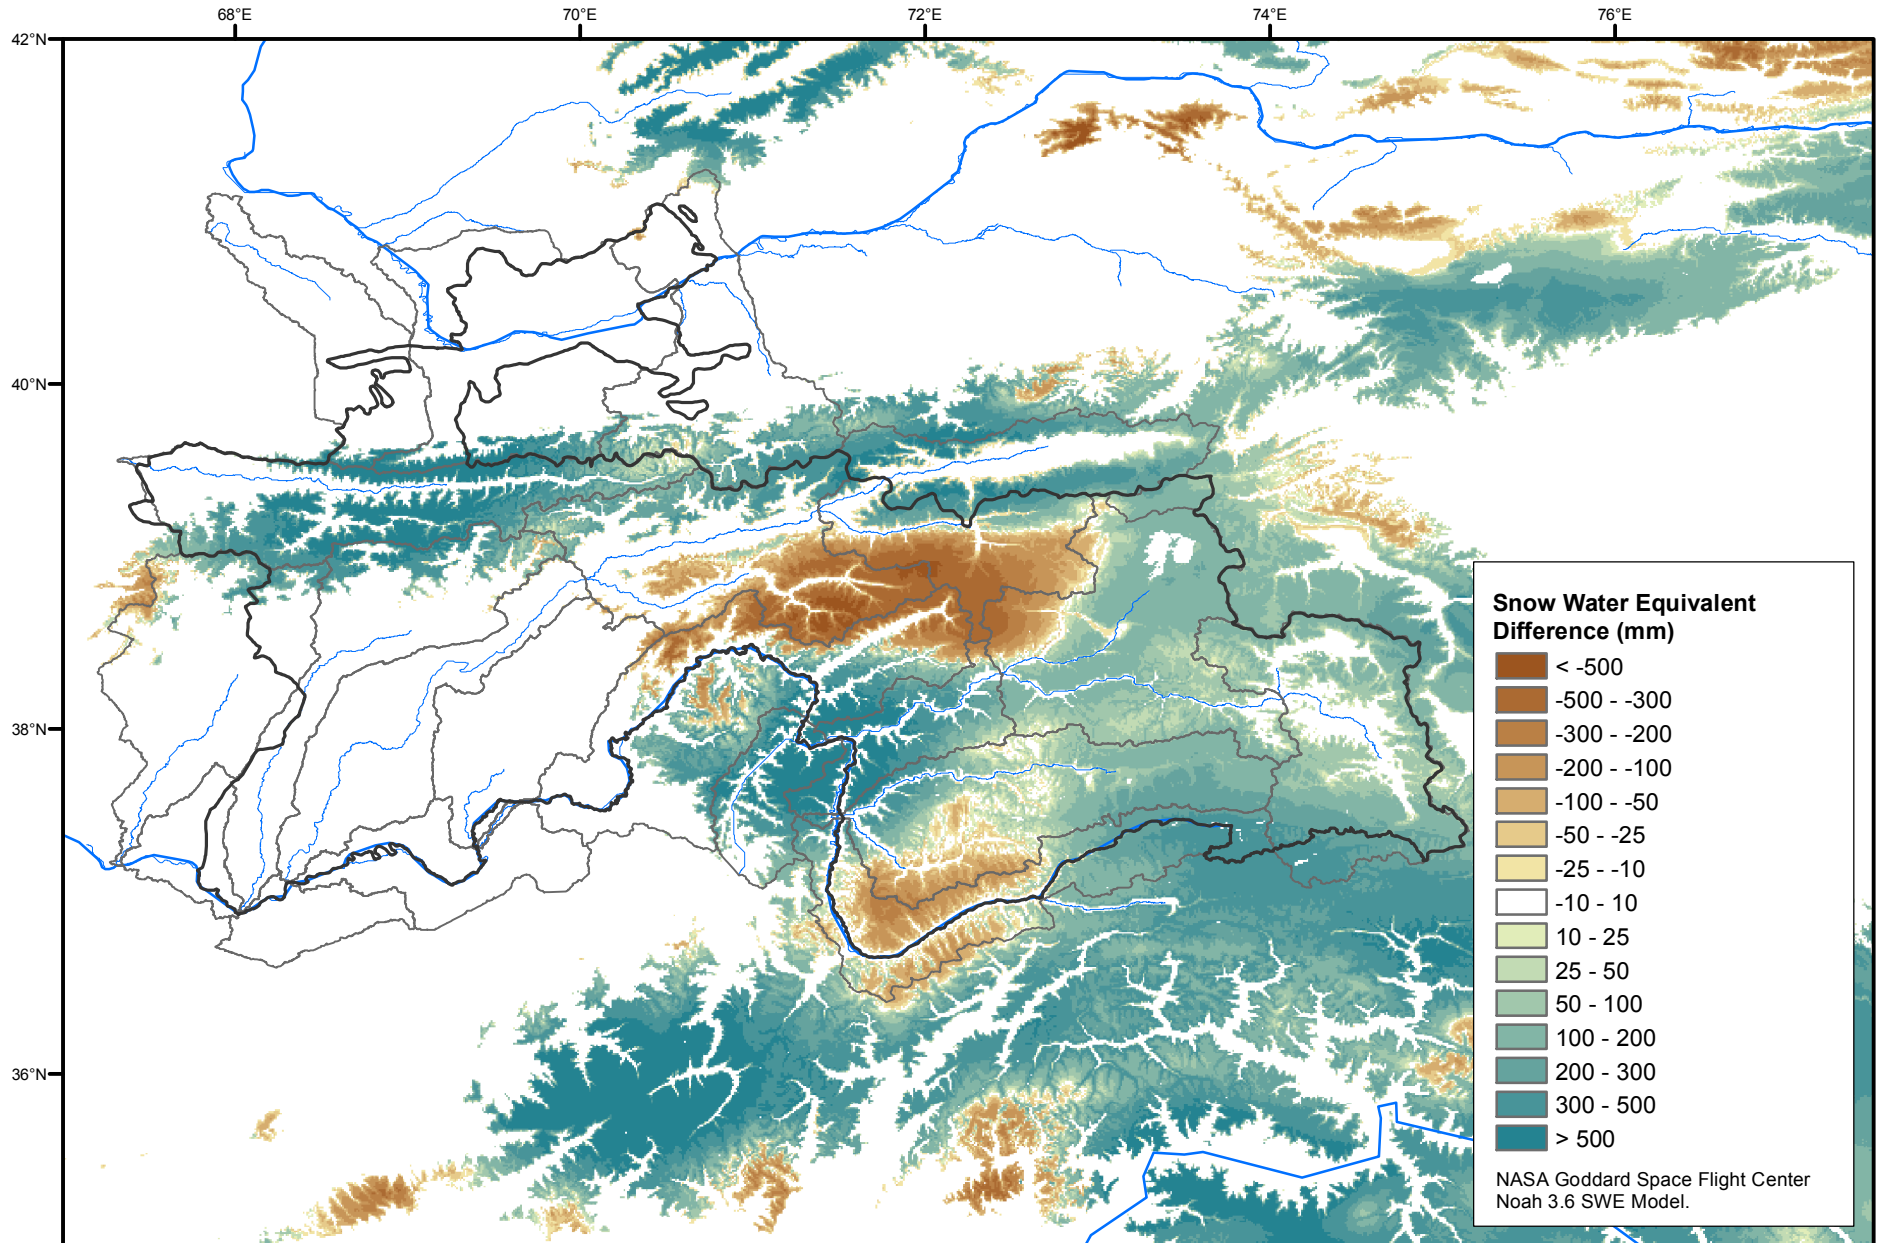 68°E
70°E
72°E
74°E
76°E
42°N
40°N
38°N
36°N
Snow Water Equivalent
Difference (mm)
< -500
-500 - -300
-300 - -200
-200 - -100
-100 - -50
-50 - -25
-25 - -10
-10 - 10
10 - 25
25 - 50
50 - 100
100 - 200
200 - 300
300 - 500
> 500
NASA Goddard Space Flight Center
Noah 3.6 SWE Model.